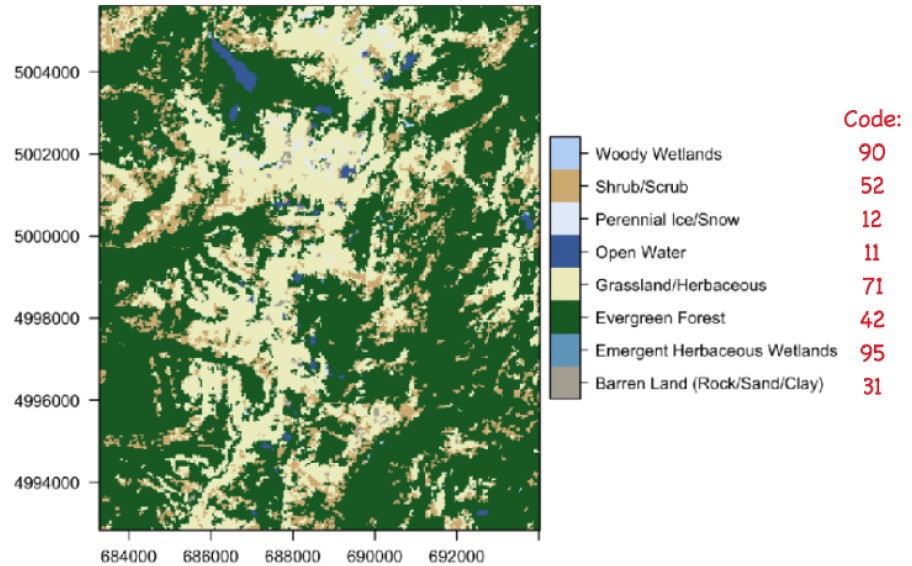 5004000
5002000
5000000
4998000
4996000
4994000
684000 686000 688000 690000 692000
Code:
Woody Wetlands 90
Shrub/Scrub 52
Perennial Ice/Snow 12
Open Water 11
Grassland/Herbaceous 71
Evergreen Forest 42
Emergent Herbaceous Wetlands 95
Barren Land (Rock/Sand/Clay) 31